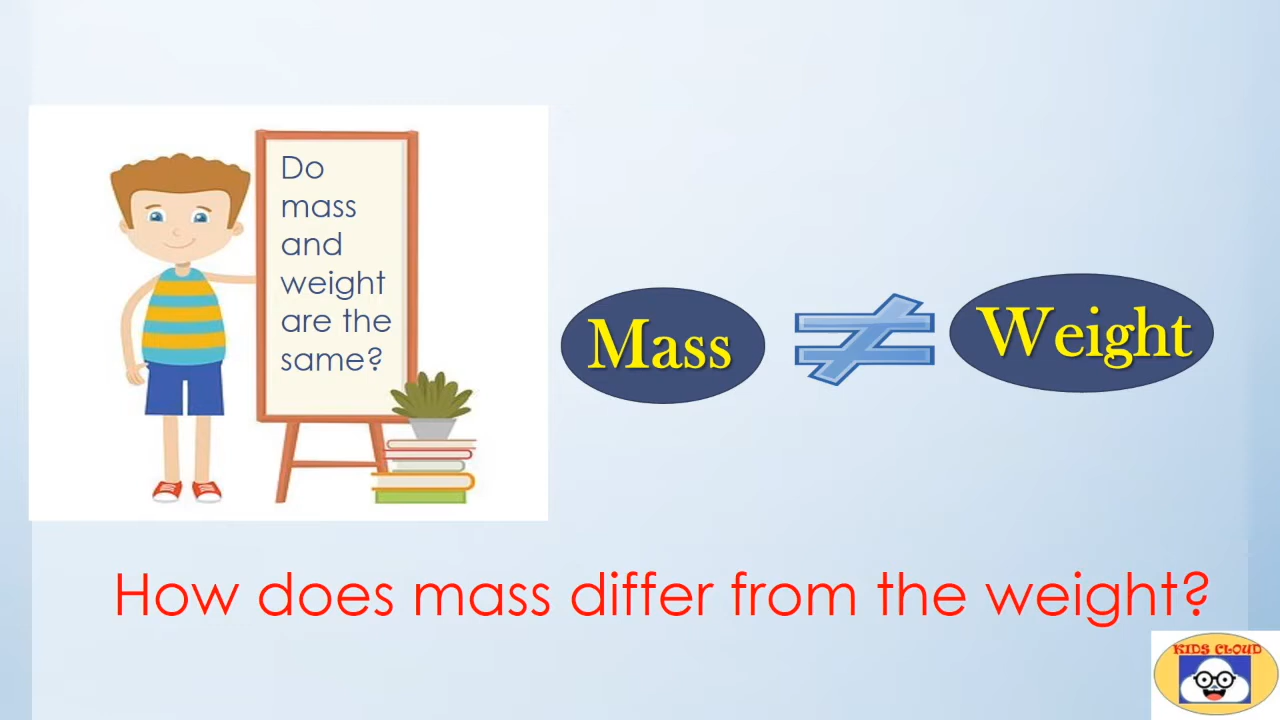 Do
mass
and
weight
are the
same?
Mass ≠ Weight
How does mass differ from the weight?
KIDS CLOUD